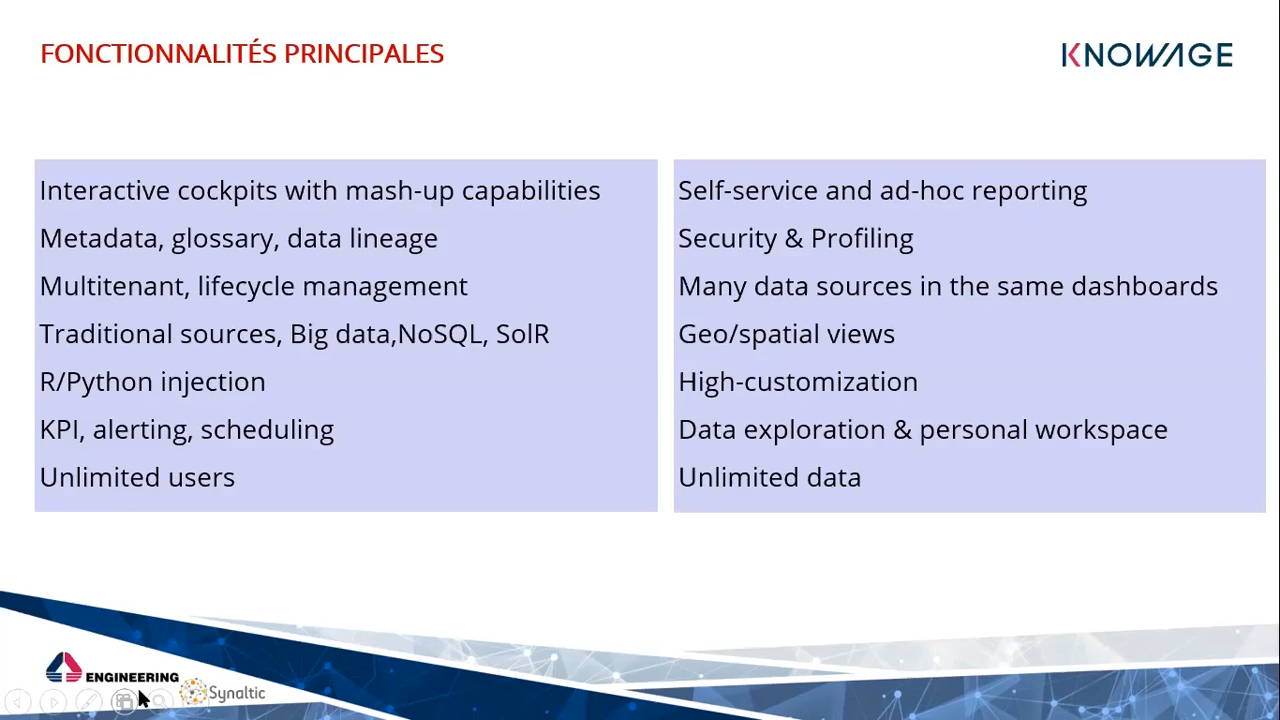 FONCTIONNALITÉS PRINCIPALES
KNOWAGE
Interactive cockpits with mash-up capabilities
Metadata, glossary, data lineage
Multitenant, lifecycle management
Traditional sources, Big data,NoSQL, SolR
R/Python injection
KPI, alerting, scheduling
Unlimited users
Self-service and ad-hoc reporting
Security & Profiling
Many data sources in the same dashboards
Geo/spatial views
High-customization
Data exploration & personal workspace
Unlimited data
ENGINEERING
Synaltic